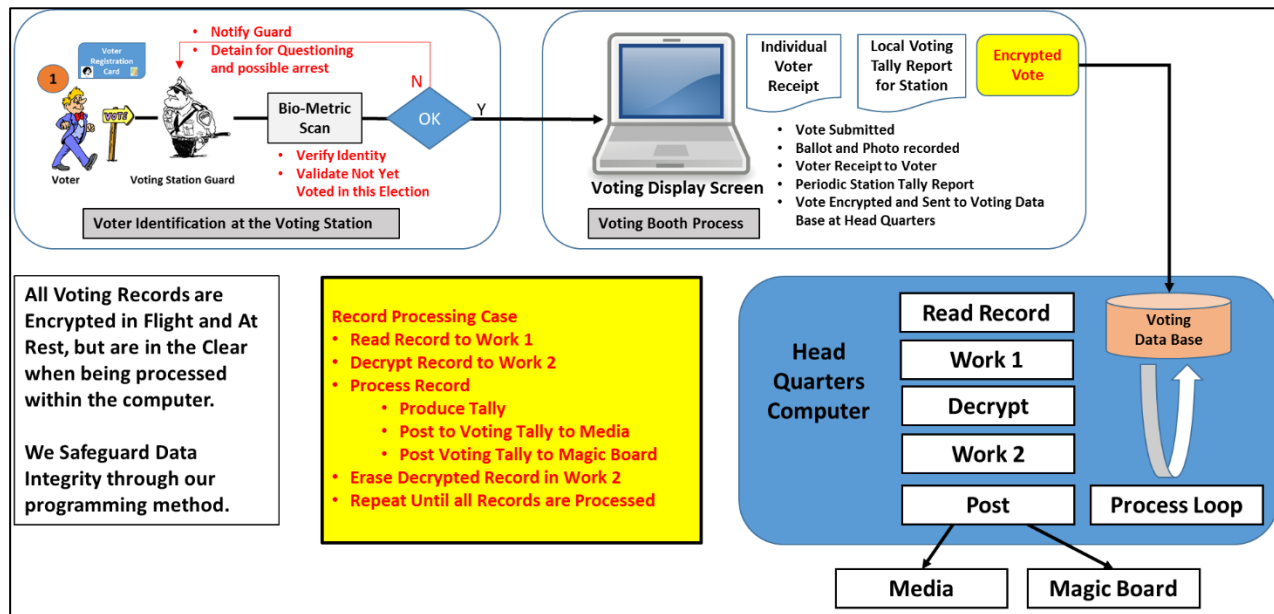 Voter
Registration
Card
1
VOTE
Voter
Voting Station Guard
• Notify Guard
• Detain for Questioning
and possible arrest
N
Bio-Metric
Scan
OK
Y
• Verify Identity
• Validate Not Yet
Voted in this Election
Voter Identification at the Voting Station
Voting Display Screen
Voting Booth Process
Individual
Voter
Receipt
Local Voting
Tally Report
for Station
Encrypted
Vote
• Vote Submitted
• Ballot and Photo recorded
• Voter Receipt to Voter
• Periodic Station Tally Report
• Vote Encrypted and Sent to Voting Data
Base at Head Quarters
All Voting Records are
Encrypted in Flight and At
Rest, but are in the Clear
when being processed
within the computer.
We Safeguard Data
Integrity through our
programming method.
Record Processing Case
• Read Record to Work 1
• Decrypt Record to Work 2
• Process Record
• Produce Tally
• Post to Voting Tally to Media
• Post Voting Tally to Magic Board
• Erase Decrypted Record in Work 2
• Repeat Until all Records are Processed
Head
Quarters
Computer
Read Record
Work 1
Decrypt
Work 2
Post
Voting
Data Base
Process Loop
Media
Magic Board